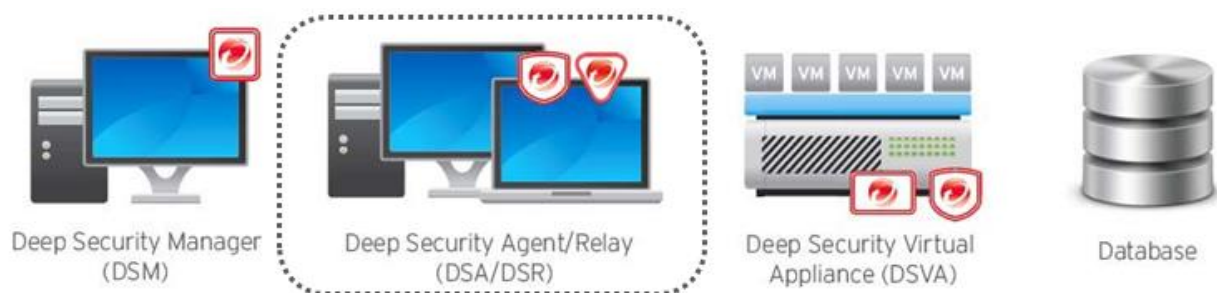 VM VM VM VM VM
Deep Security Manager
(DSM)
Deep Security Agent/Relay
(DSA/DSR)
Deep Security Virtual
Appliance (DSVA)
Database